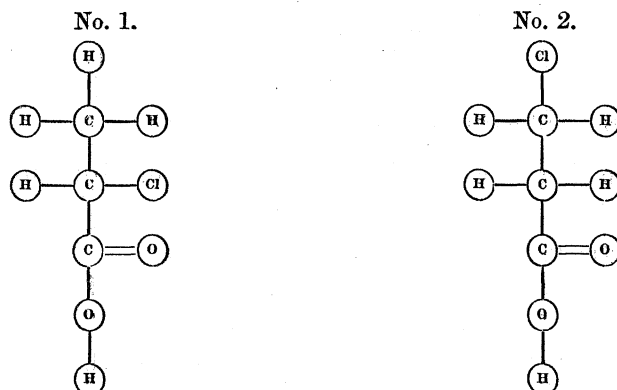 No. 1. No. 2.
H Cl
H C H H C H
H C Cl H C H
C O C O
O O
H H